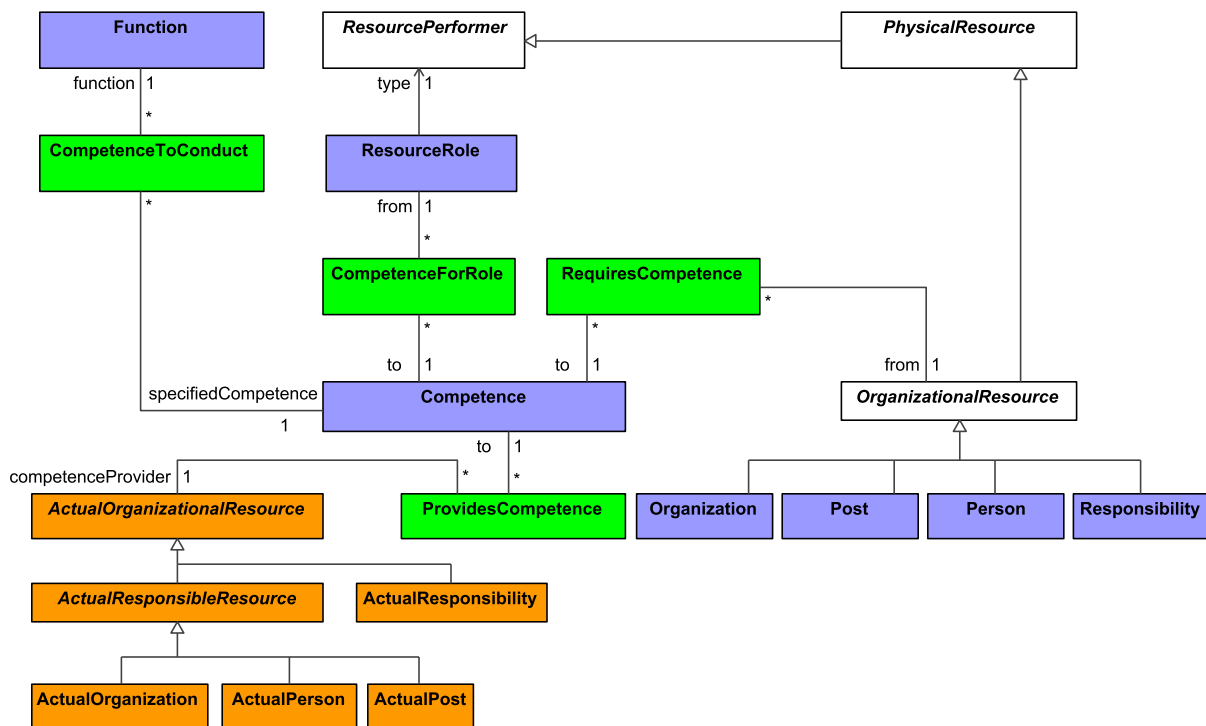 Function
ResourcePerformer
PhysicalResource
function
1
type
1
*
CompetenceToConduct
ResourceRole
*
from
1
*
CompetenceForRole
RequiresCompetence
*
*
*
to
1
to
1
from
1
specifiedCompetence
1
Competence
OrganizationalResource
to
1
competenceProvider
1
*
*
ActualOrganizationalResource
ProvidesCompetence
Organization
Post
Person
Responsibility
ActualResponsibleResource
ActualResponsibility
ActualOrganization
ActualPerson
ActualPost